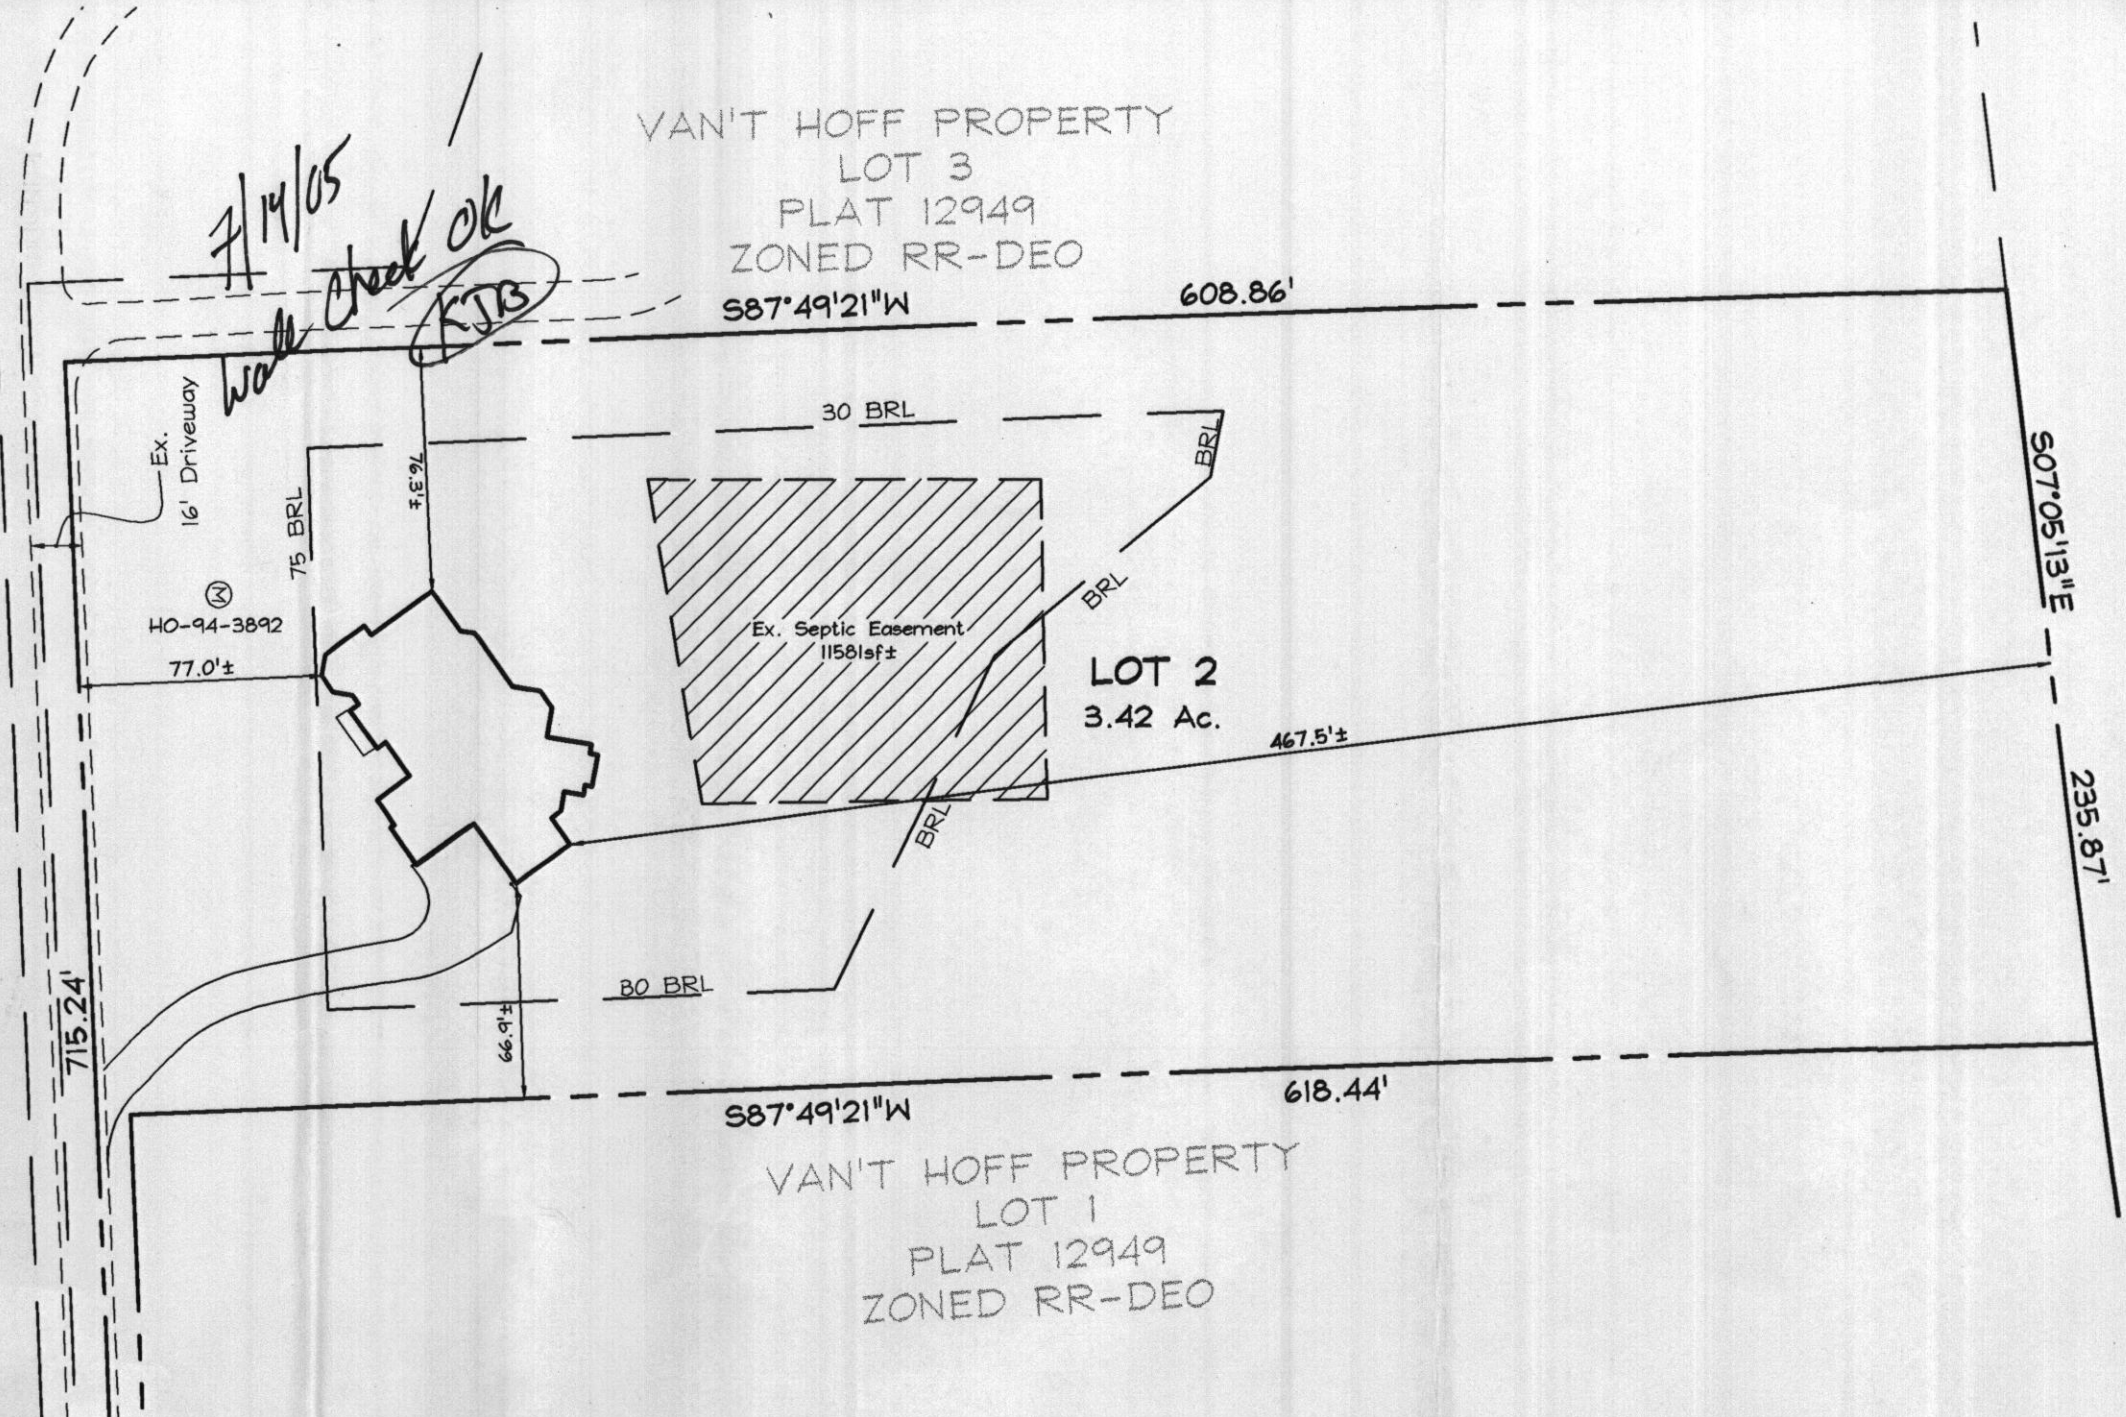 VAN'T HOFF PROPERTY
LOT 3
PLAT 12949
ZONED RR-DEO
7/14/05
Wall Check OK
KJB
S87°49'21"W
608.86'
Ex.
16' Driveway
30 BRL
BRL
75 BRL
76.3'±
S07°05'13"E
BRL
M
HO-94-3892
Ex. Septic Easement
11581sf±
77.0'±
LOT 2
3.42 Ac.
467.5'±
235.87'
BRL
715.24'
80 BRL
66.9'±
S87°49'21"W
618.44'
VAN'T HOFF PROPERTY
LOT 1
PLAT 12949
ZONED RR-DEO